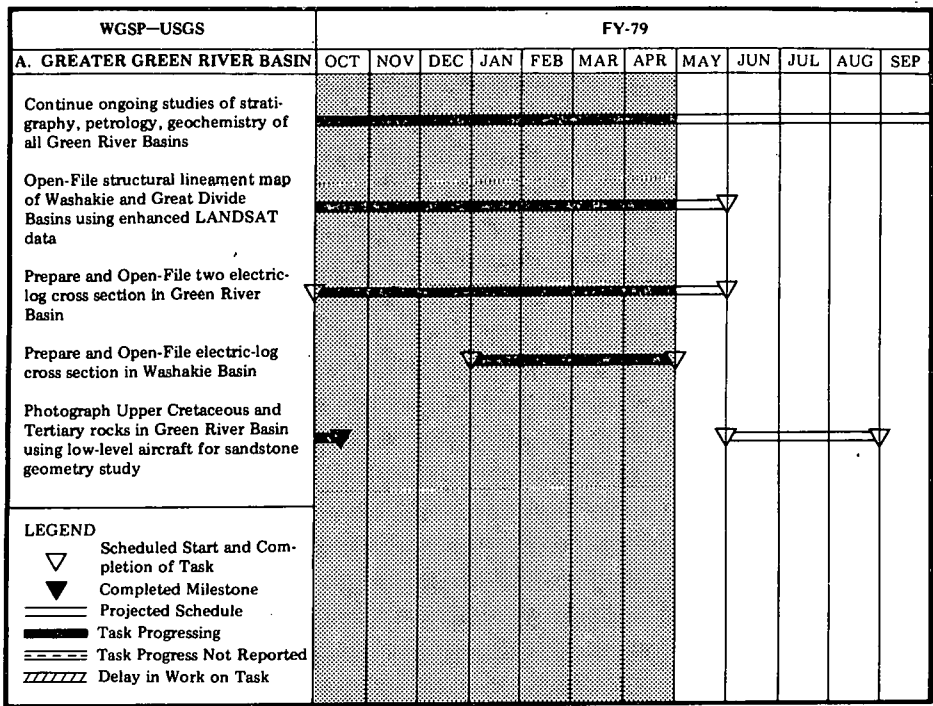 WGSP—USGS
FY-79
A. GREATER GREEN RIVER BASIN
OCT NOV DEC JAN FEB MAR APR MAY JUN JUL AUG SEP
Continue ongoing studies of strati-
graphy, petrology, geochemistry of
all Green River Basins
Open-File structural lineament map
of Washakie and Great Divide
Basins using enhanced LANDSAT
data
Prepare and Open-File two electric-
log cross section in Green River
Basin
Prepare and Open-File electric-log
cross section in Washakie Basin
Photograph Upper Cretaceous and
Tertiary rocks in Green River Basin
using low-level aircraft for sandstone
geometry study
LEGEND
Scheduled Start and Com-
pletion of Task
Completed Milestone
Projected Schedule
Task Progressing
Task Progress Not Reported
Delay in Work on Task